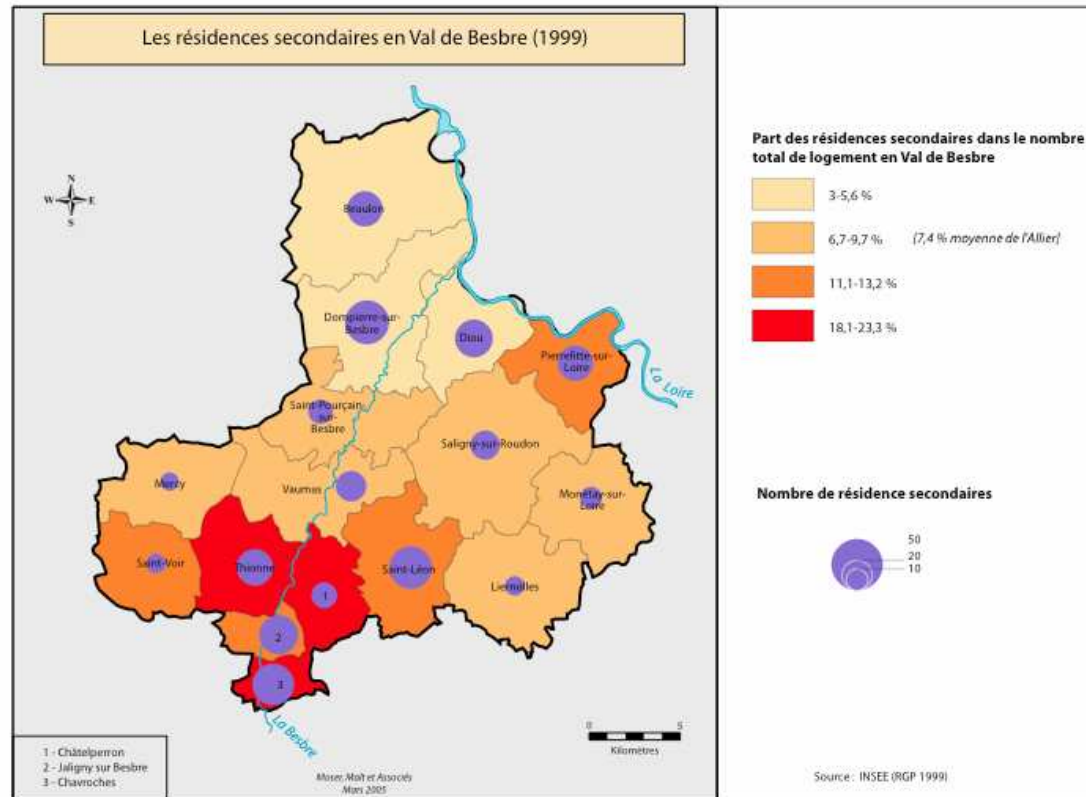 Les résidences secondaires en Val de Besbre (1999)
N
W
E
S
Beaulon
Dompierre-sur-
Besbre
Diou
Pierrefitte-sur-
Loire
La Loire
Saint-Pourçain
-sur-
Besbre
Saligny-sur-Roudon
Mercy
Vaumas
Monétay-sur-
Loire
Saint-Voir
Thionne
Saint-Léon
Liernolles
1
2
3
La Besbre
0
5
Kilomètres
1 - Châtelperron
2 - Jaligny sur Besbre
3 - Chavroches
Moser, Malt et Associés
Mars 2005
Part des résidences secondaires dans le nombre
total de logement en Val de Besbre
3-5,6 %
6,7-9,7 % (7,4 % moyenne de l'Allier)
11,1-13,2 %
18,1-23,3 %
Nombre de résidence secondaires
50
20
10
Source : INSEE (RGP 1999)